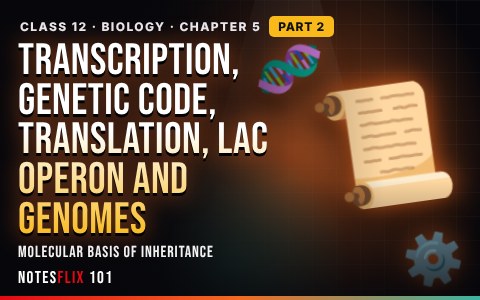 CLASS 12 · BIOLOGY · CHAPTER 5 PART 2
TRANSCRIPTION,
GENETIC CODE,
TRANSLATION, LAC
OPERON AND
GENOMES
MOLECULAR BASIS OF INHERITANCE
NOTESFLIX 101